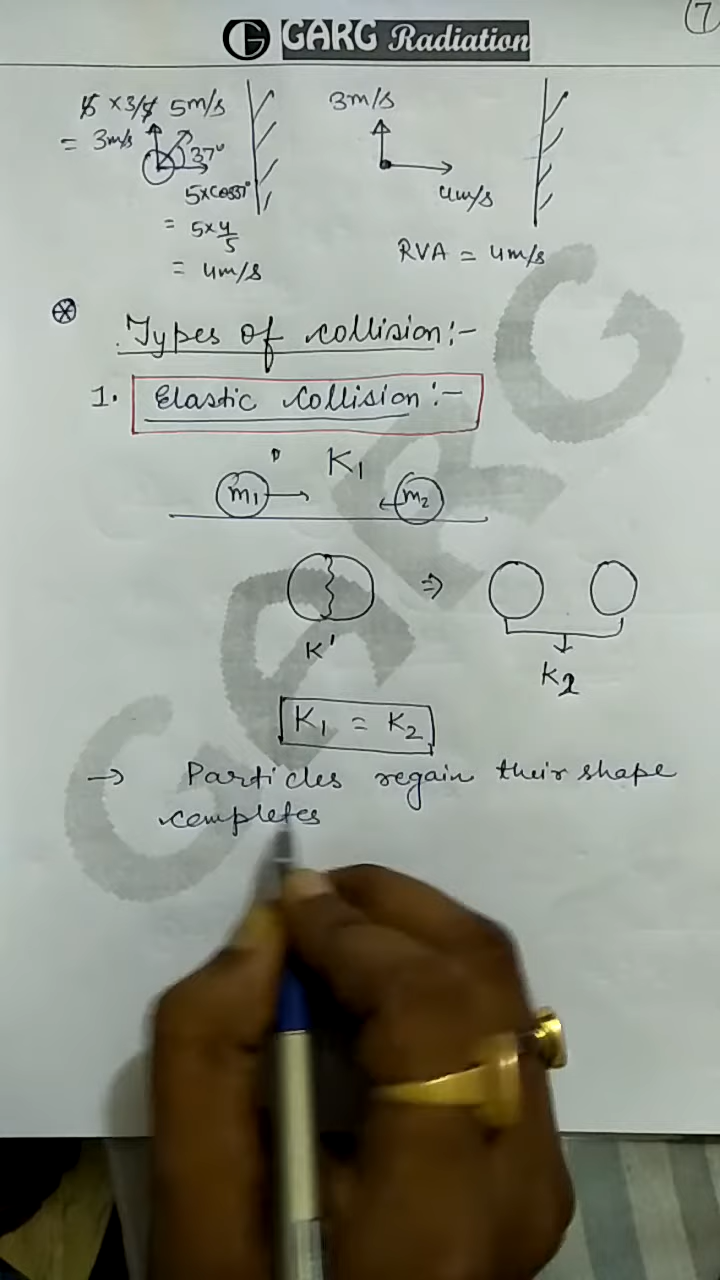 7
G GARG Radiation
5 × 3/5 5m/s
= 3m/s
37°
5×cos37°
= 5×4/5
= 4m/s
3m/s
4m/s
RVA = 4m/s
Types of collision:-
1. Elastic collision:-
K1
m1 m2
⇒
K'
K2
K1 = K2
→ Particles regain their shape
completes
GARG